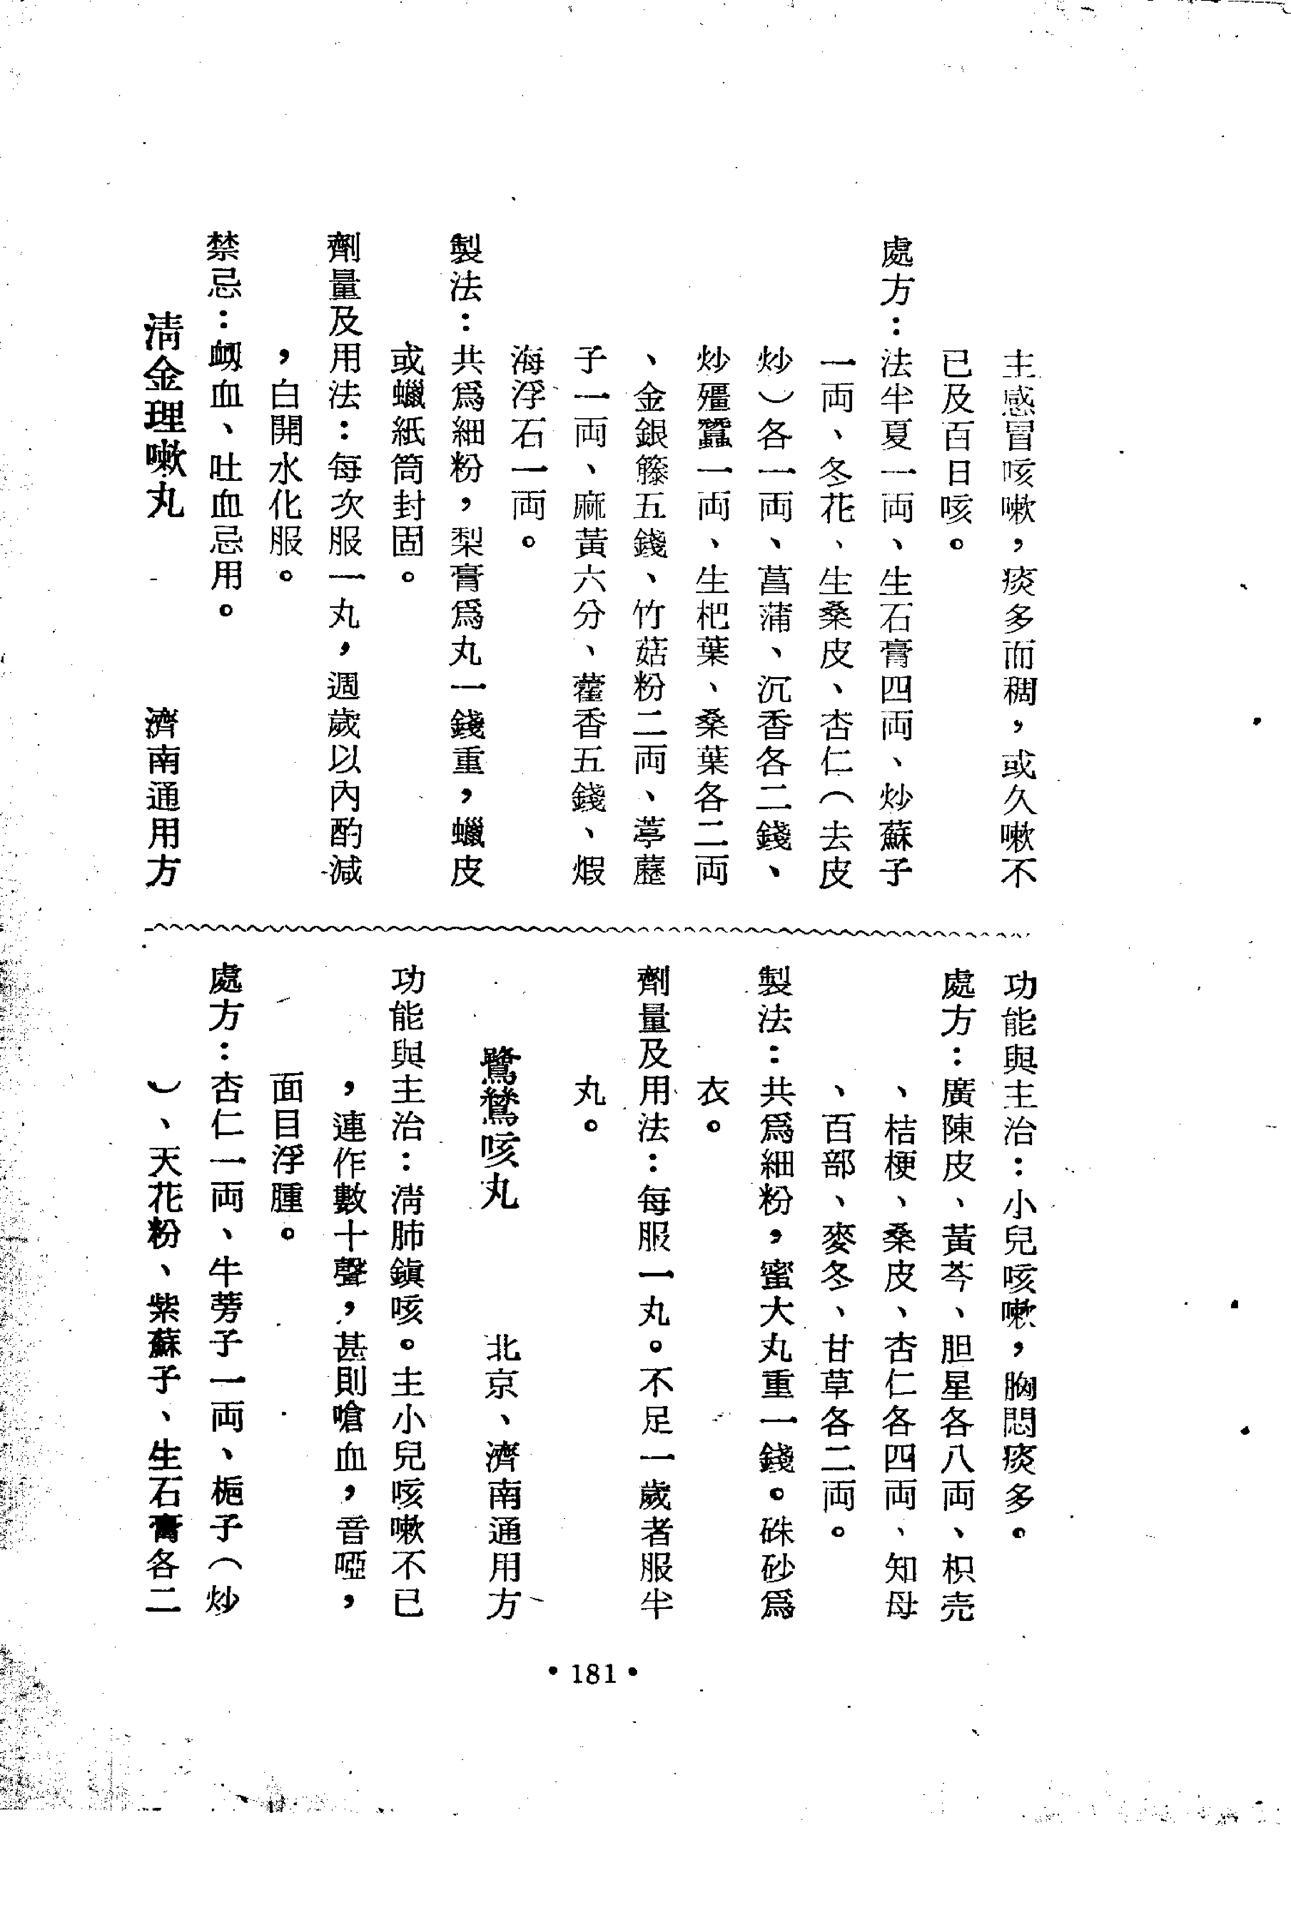 主感冒咳嗽，痰多而稠，或久嗽不
已及百日咳。
處方：法半夏一両、生石膏四両、炒蘇子
一両、冬花、生桑皮、杏仁（去皮
炒）各一両、菖蒲、沉香各二錢、
炒殭蠶一両、生杷葉、桑葉各二両
、金銀籐五錢、竹菇粉二両、葶藶
子一両、麻黃六分、藿香五錢、煆
海浮石一両。
製法：共爲細粉，梨膏爲丸一錢重，蠟皮
或蠟紙筒封固。
劑量及用法：每次服一丸，週歲以內酌減
，白開水化服。
禁忌：衂血、吐血忌用。
淸金理嗽丸　濟南通用方
功能與主治：小兒咳嗽，胸悶痰多。
處方：廣陳皮、黃芩、胆星各八両、枳壳
、桔梗、桑皮、杏仁各四両、知母
、百部、麥冬、甘草各二両。
製法：共爲細粉，蜜大丸重一錢。硃砂爲
衣。
劑量及用法：每服一丸。不足一歲者服半
丸。
鷺鷥咳丸　北京、濟南通用方
功能與主治：淸肺鎭咳。主小兒咳嗽不已
，連作數十聲，甚則嗆血，音啞，
面目浮腫。
處方：杏仁一両、牛蒡子一両、梔子（炒
）、天花粉、紫蘇子、生石膏各二
•181•